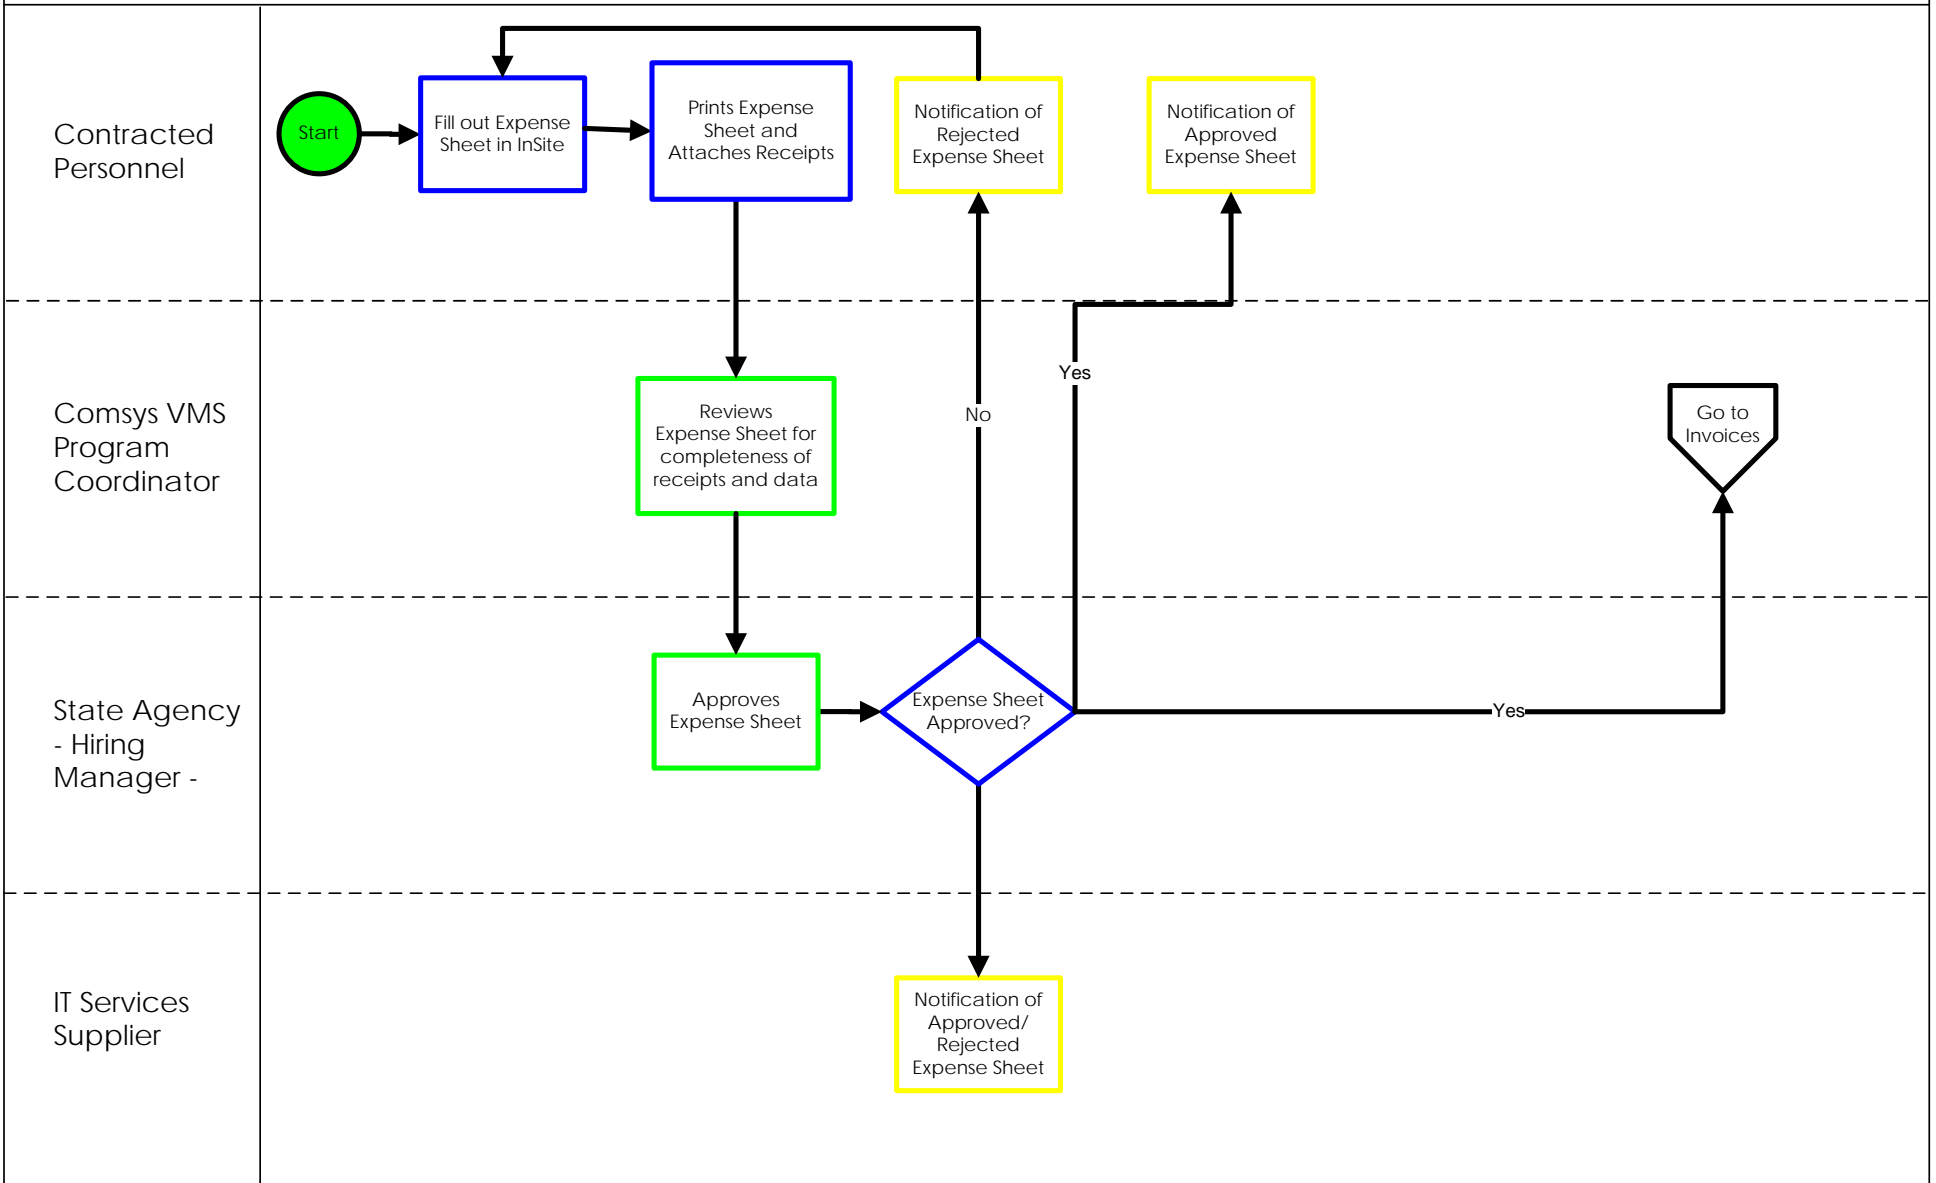 Contracted
Personnel
Start
Fill out Expense
Sheet in InSite
Prints Expense
Sheet and
Attaches Receipts
Notification of
Rejected
Expense Sheet
Notification of
Approved
Expense Sheet
Comsys VMS
Program
Coordinator
Reviews
Expense Sheet for
completeness of
receipts and data
No
Yes
Go to
Invoices
State Agency
- Hiring
Manager -
Approves
Expense Sheet
Expense Sheet
Approved?
Yes
IT Services
Supplier
Notification of
Approved/
Rejected
Expense Sheet